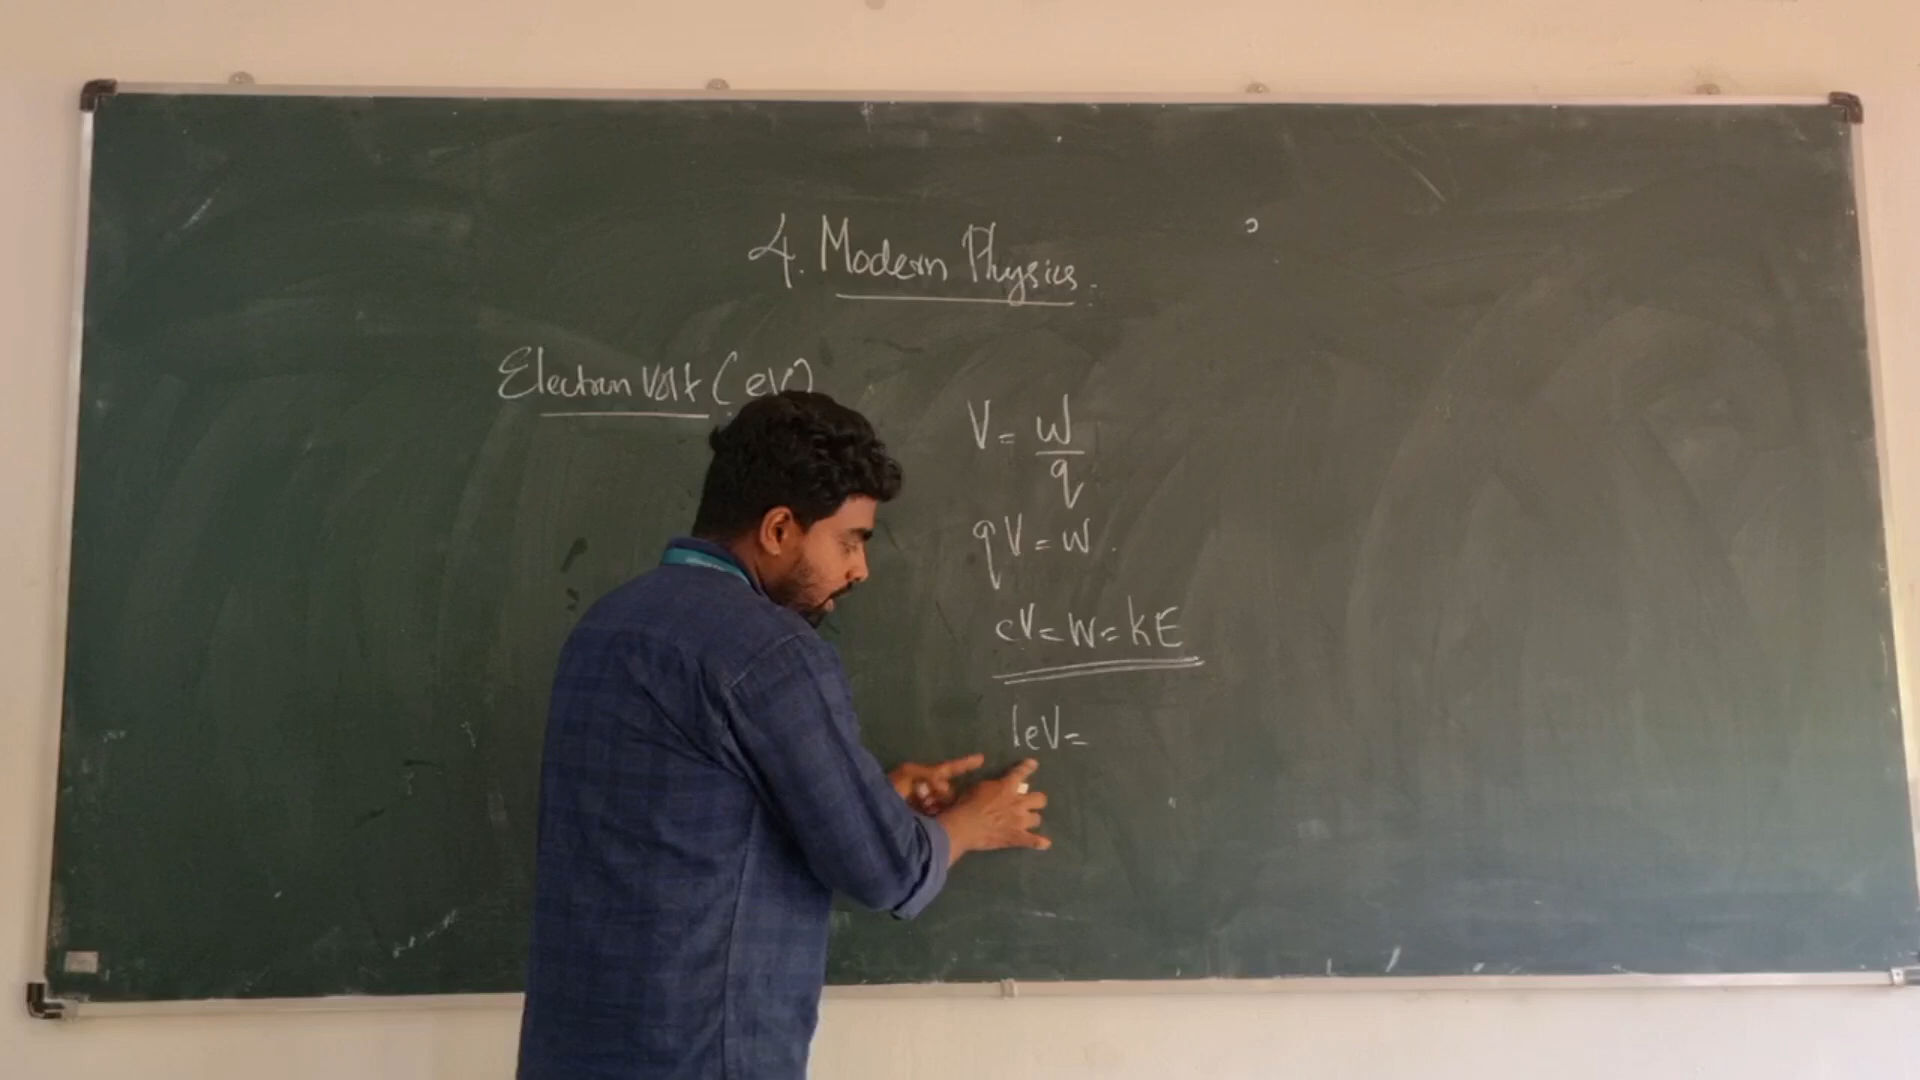 4. Modern Physics.
Electron Volt (eV)
V = W/q
qV = W.
eV = W = KE
1eV =